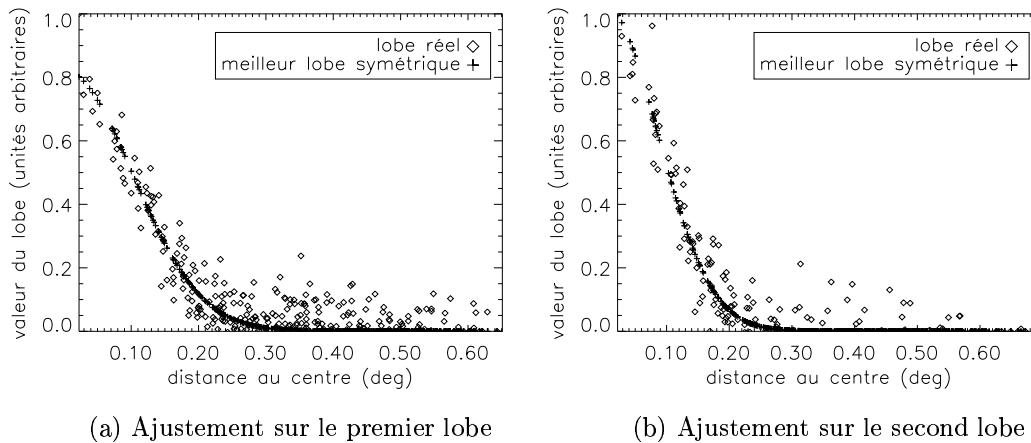 valeur du lobe (unités arbitraires)
1.0
0.8
0.6
0.4
0.2
0.0
lobe réel
meilleur lobe symétrique
0.10 0.20 0.30 0.40 0.50 0.60
distance au centre (deg)
(a) Ajustement sur le premier lobe
valeur du lobe (unités arbitraires)
1.0
0.8
0.6
0.4
0.2
0.0
lobe réel
meilleur lobe symétrique
0.10 0.20 0.30 0.40 0.50 0.60
distance au centre (deg)
(b) Ajustement sur le second lobe